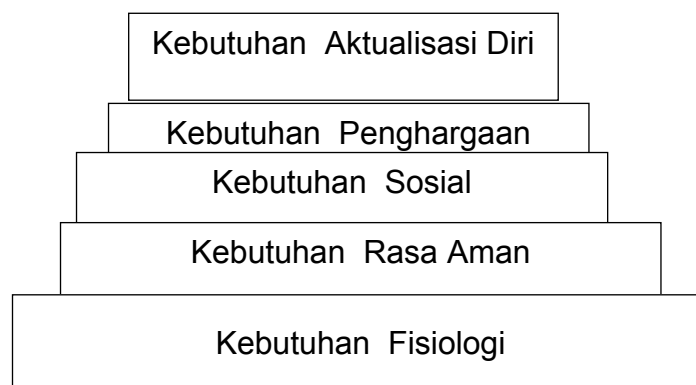 Kebutuhan Aktualisasi Diri
Kebutuhan Penghargaan
Kebutuhan Sosial
Kebutuhan Rasa Aman
Kebutuhan Fisiologi